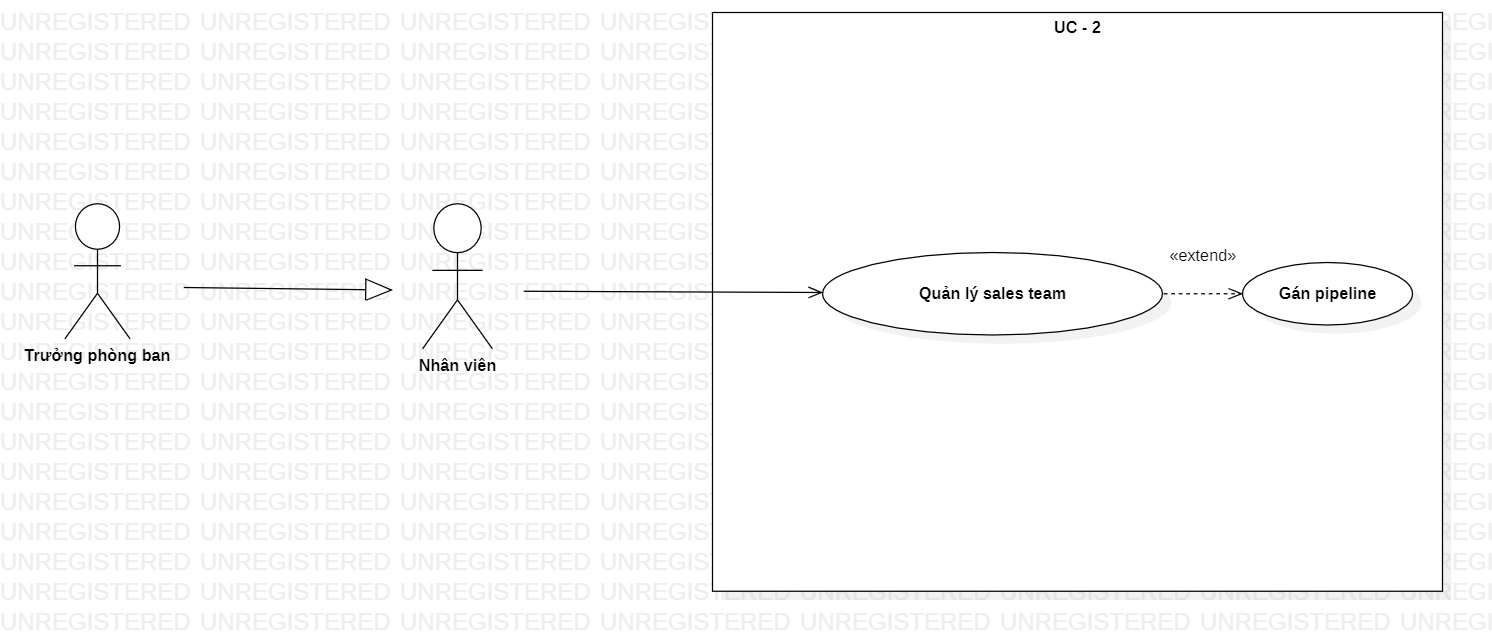 UC - 2
«extend»
Quản lý sales team
Gán pipeline
Trưởng phòng ban
Nhân viên
UNREGISTERED UNREGISTERED UNREGISTERED